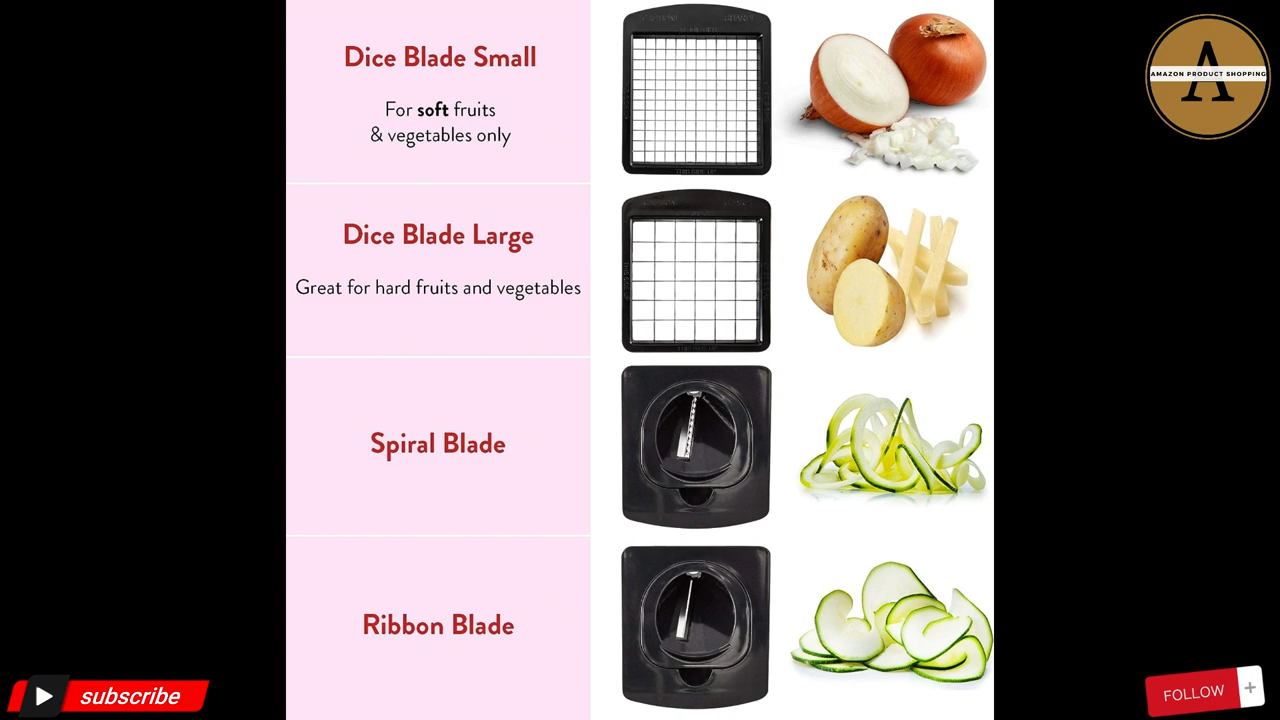 Dice Blade Small
For soft fruits
& vegetables only
AMAZON PRODUCT SHOPPING
A
Dice Blade Large
Great for hard fruits and vegetables
Spiral Blade
Ribbon Blade
subscribe
FOLLOW +